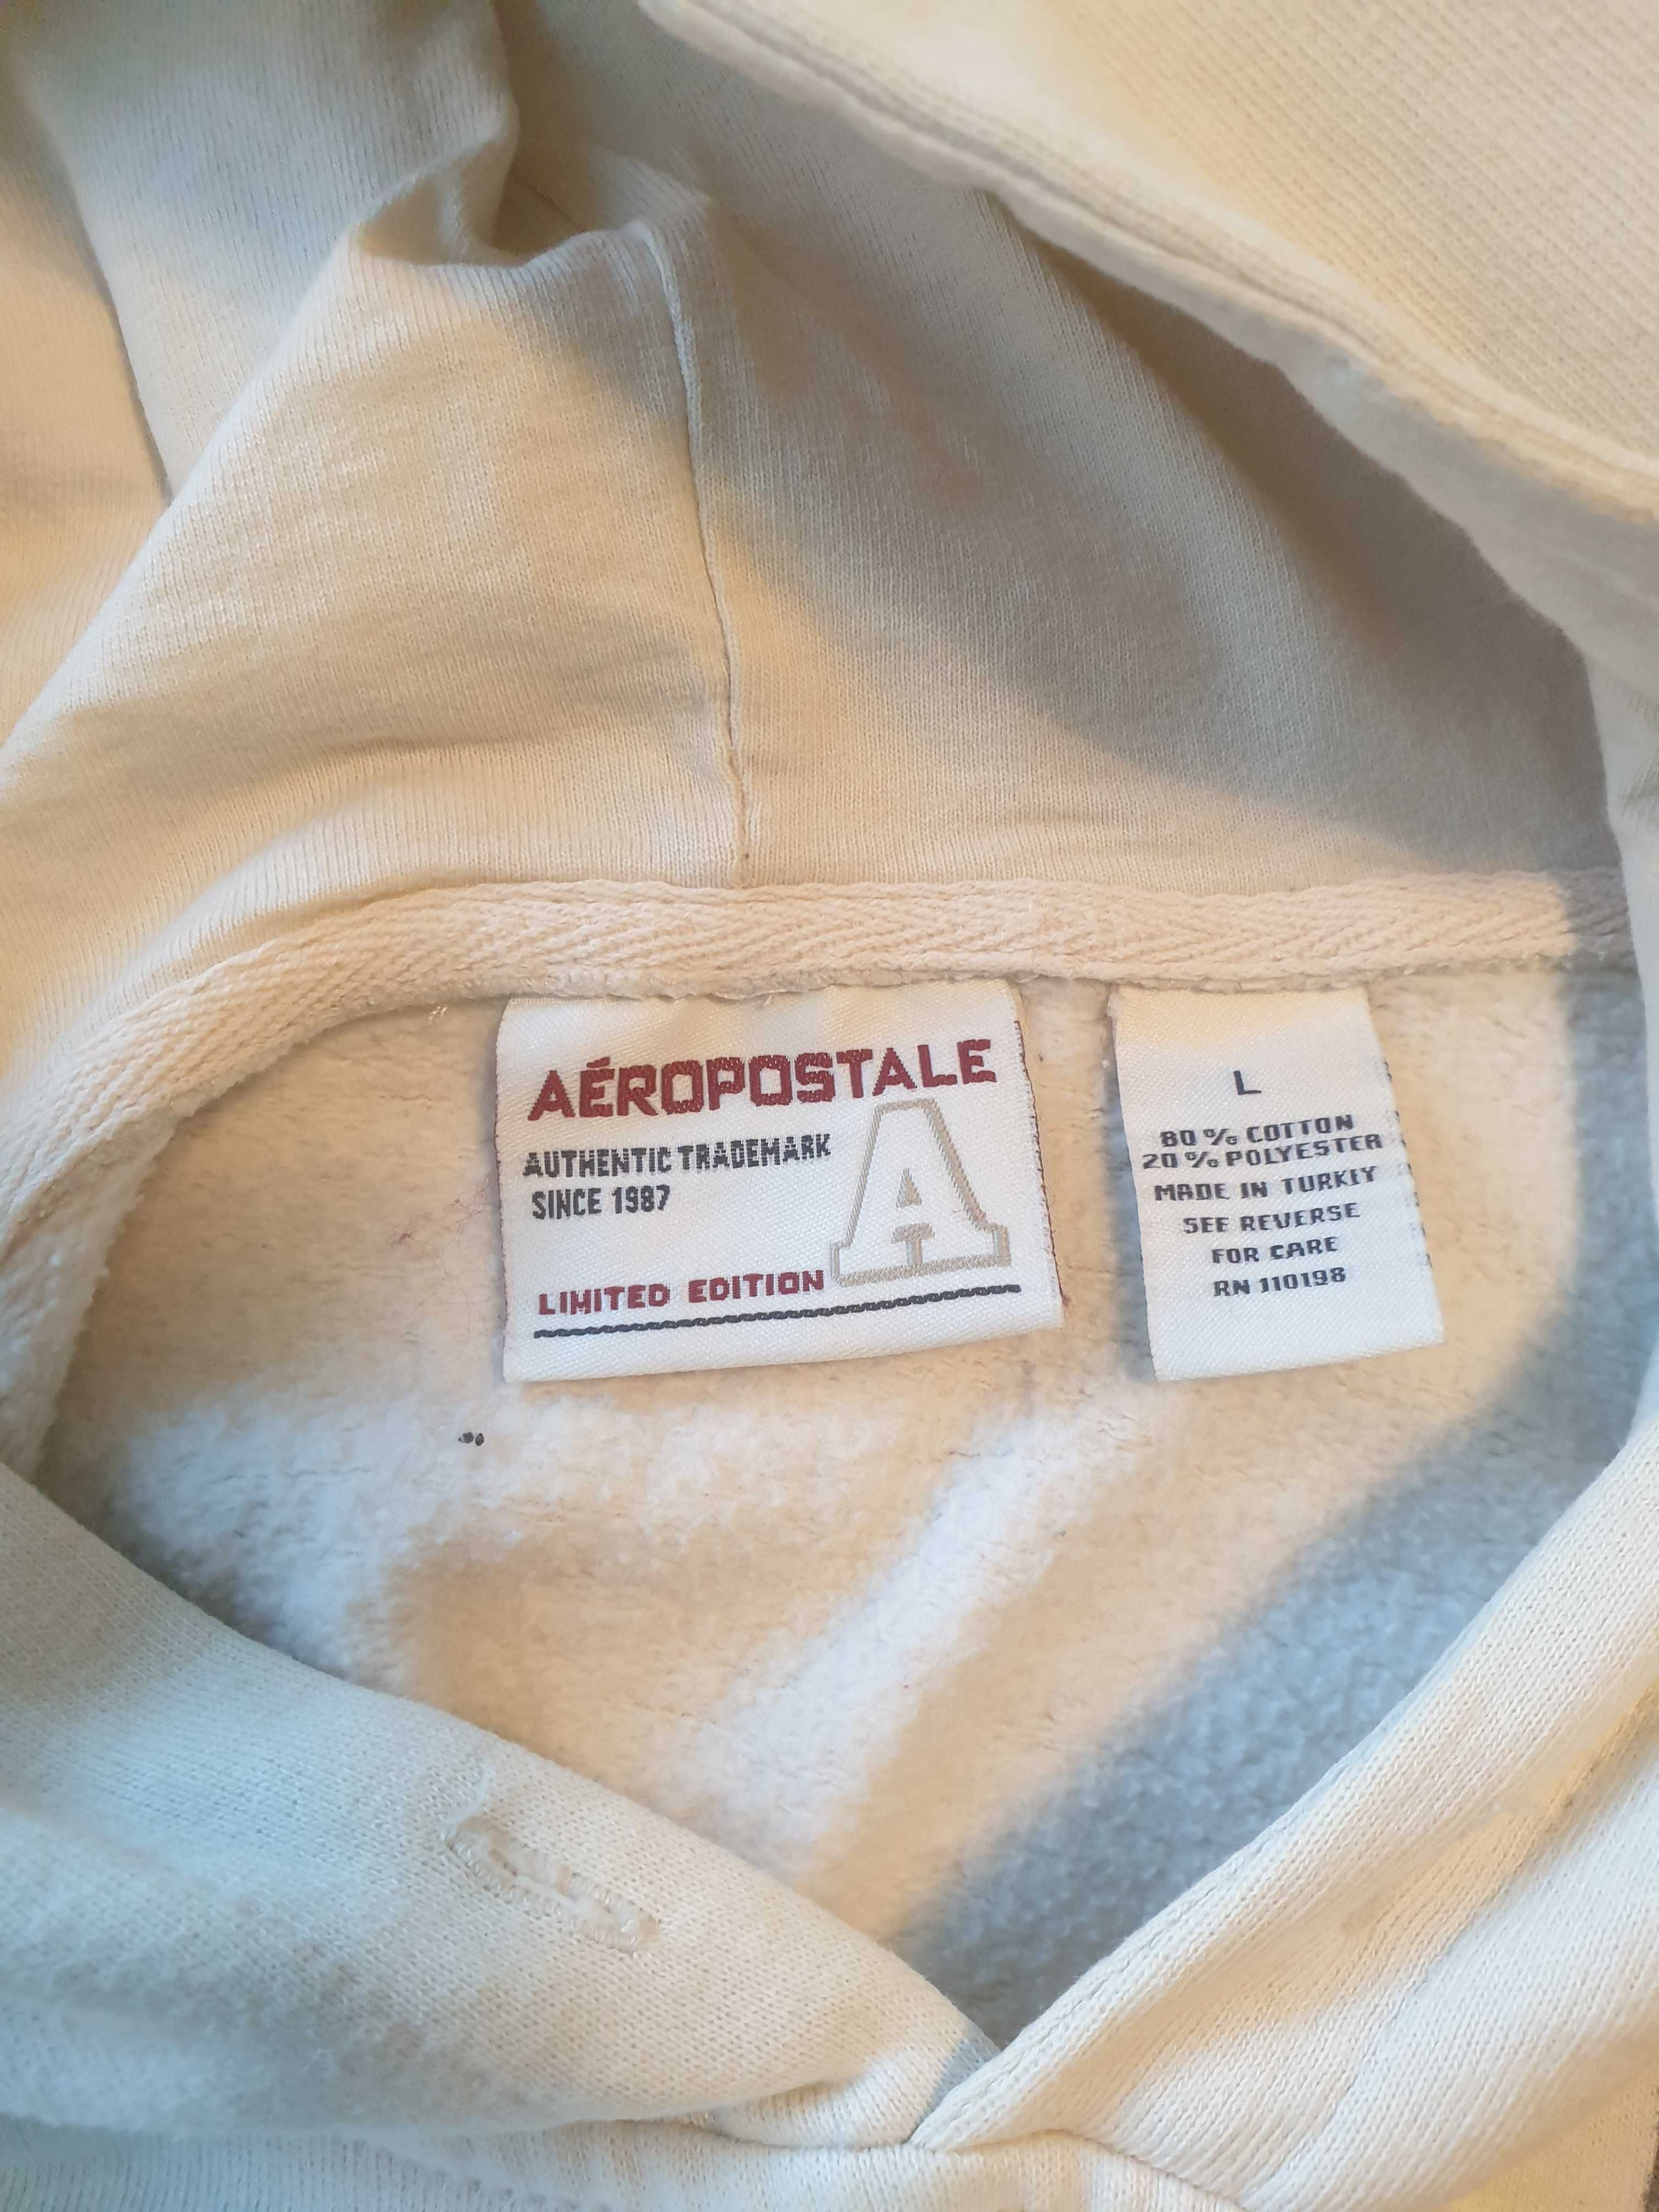 AÉROPOSTALE
AUTHENTIC TRADEMARK
SINCE 1987
A
LIMITED EDITION
L
80 % COTTON
20 % POLYESTER
MADE IN TURKEY
SEE REVERSE
FOR CARE
RN 110198